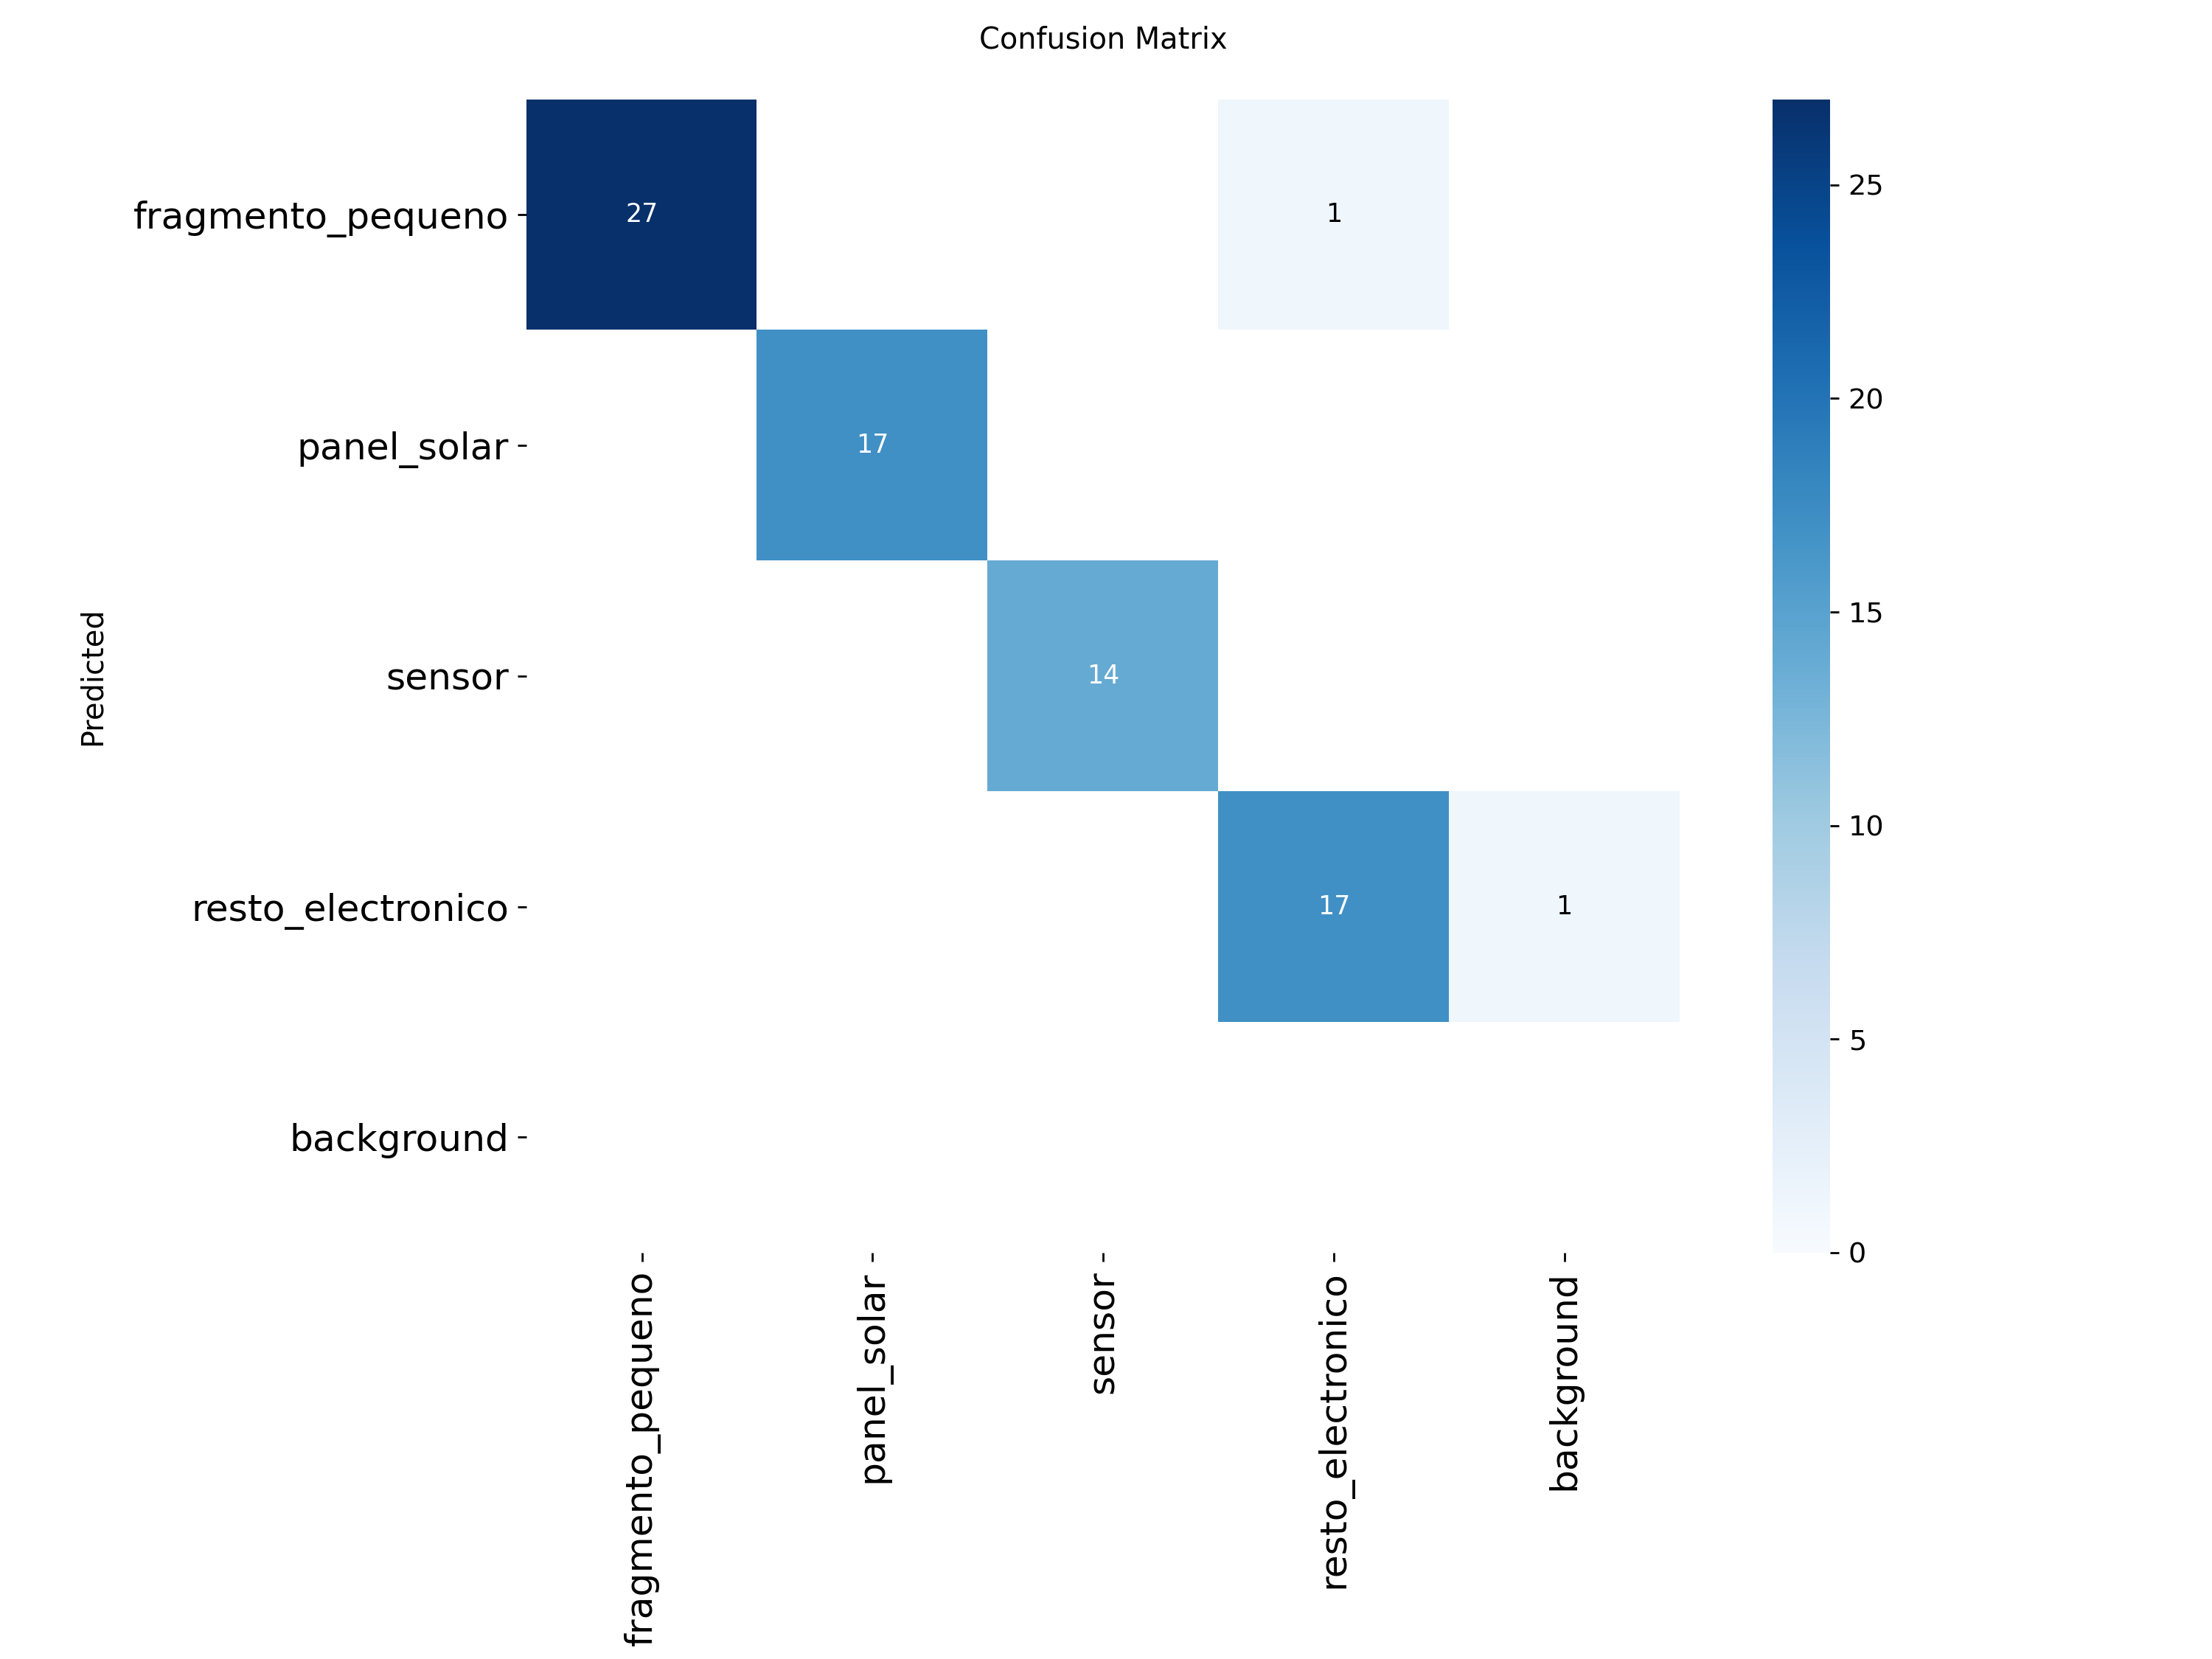 Confusion Matrix
Predicted
fragmento_pequeno
27
1
panel_solar
17
sensor
14
resto_electronico
17
1
background
fragmento_pequeno
panel_solar
sensor
resto_electronico
background
25
20
15
10
5
0